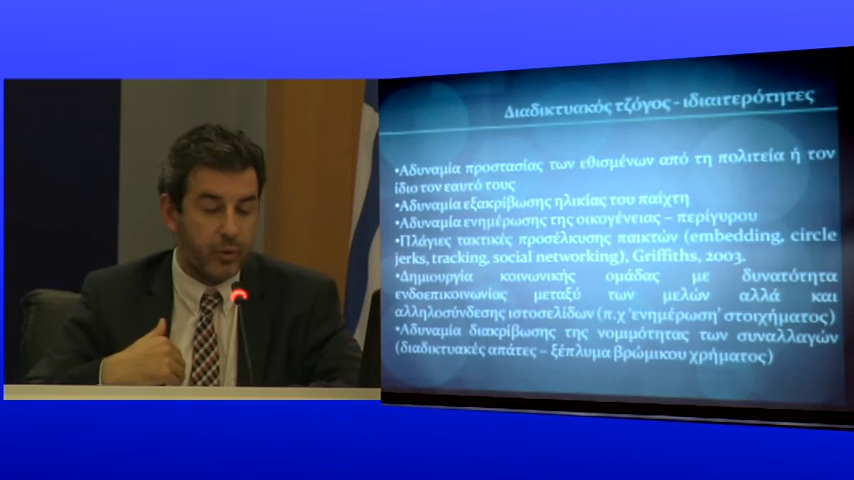 Διαδικτυακός τζόγος - ιδιαιτερότητες
•Αδυναμία προστασίας των εθισμένων από τη πολιτεία ή τον
ίδιο τον εαυτό τους
•Αδυναμία εξακρίβωσης ηλικίας του παίχτη
•Αδυναμία ενημέρωσης της οικογένειας – περίγυρου
•Πλάγιες τακτικές προσέλκυσης παικτών (embedding, circle
jerks, tracking, social networking), Griffiths, 2003.
•Δημιουργία κοινωνικής ομάδας με δυνατότητα
ενδοεπικοινωνίας μεταξύ των μελών αλλά και
αλληλοσύνδεσης ιστοσελίδων (π.χ 'ενημέρωση' στοιχήματος)
•Αδυναμία διακρίβωσης της νομιμότητας των συναλλαγών
(διαδικτυακές απάτες – ξέπλυμα βρώμικου χρήματος)